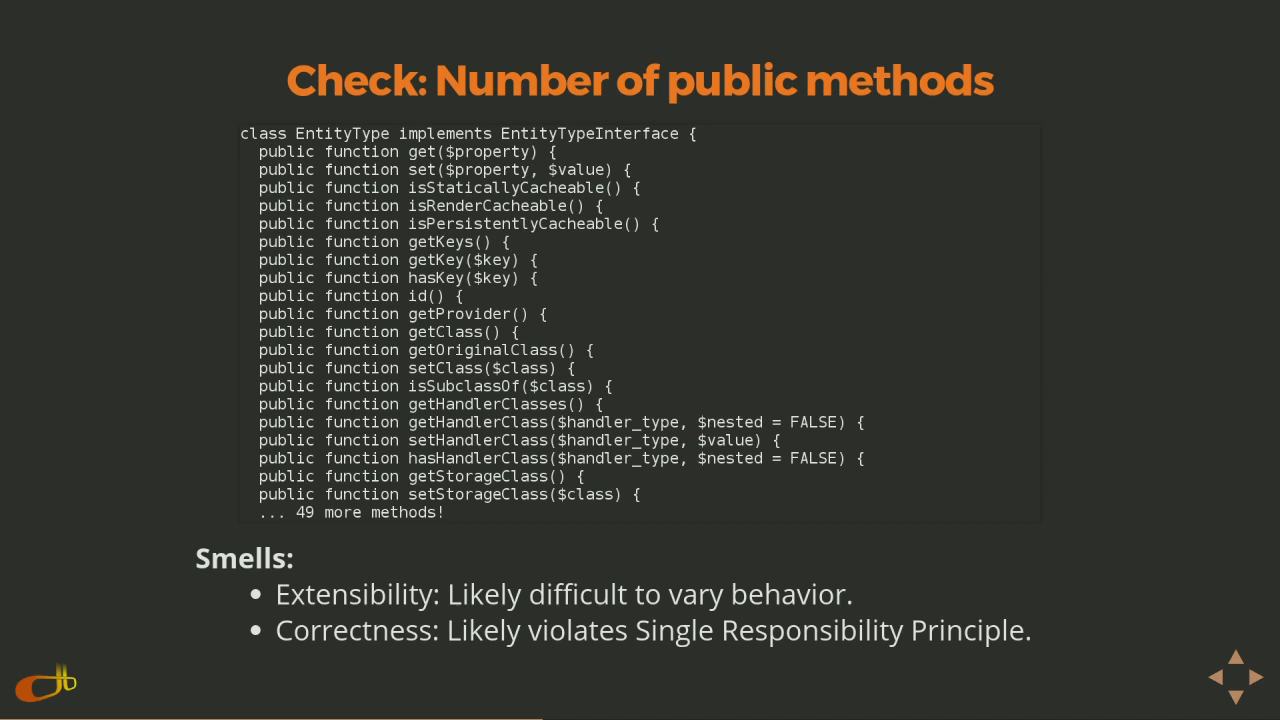 Check: Number of public methods
class EntityType implements EntityTypeInterface {
  public function get($property) {
  public function set($property, $value) {
  public function isStaticallyCacheable() {
  public function isRenderCacheable() {
  public function isPersistentlyCacheable() {
  public function getKeys() {
  public function getKey($key) {
  public function hasKey($key) {
  public function id() {
  public function getProvider() {
  public function getClass() {
  public function getOriginalClass() {
  public function setClass($class) {
  public function isSubclassOf($class) {
  public function getHandlerClasses() {
  public function getHandlerClass($handler_type, $nested = FALSE) {
  public function setHandlerClass($handler_type, $value) {
  public function hasHandlerClass($handler_type, $nested = FALSE) {
  public function getStorageClass() {
  public function setStorageClass($class) {
  ... 49 more methods!
Smells:
• Extensibility: Likely difficult to vary behavior.
• Correctness: Likely violates Single Responsibility Principle.